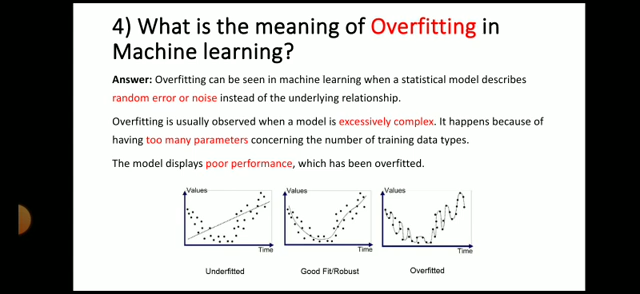 4) What is the meaning of Overfitting in
Machine learning?
Answer: Overfitting can be seen in machine learning when a statistical model describes
random error or noise instead of the underlying relationship.
Overfitting is usually observed when a model is excessively complex. It happens because of
having too many parameters concerning the number of training data types.
The model displays poor performance, which has been overfitted.
Values Values Values
Time Time Time
Underfitted Good Fit/Robust Overfitted